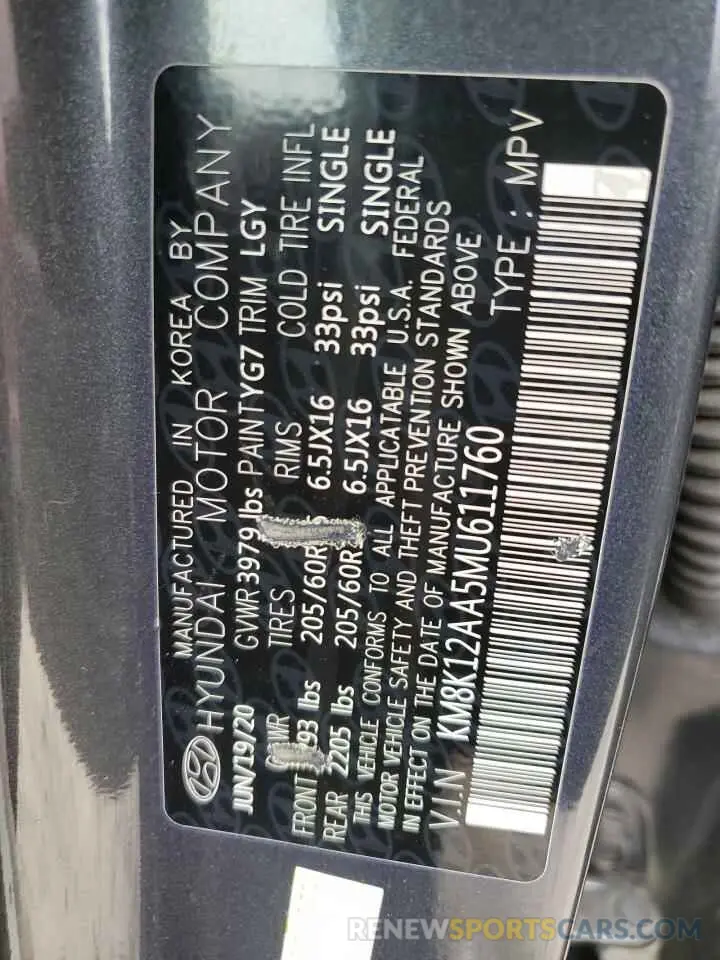 MANUFACTURED IN KOREA BY
HYUNDAI MOTOR COMPANY
JUN/19/20 GVWR 3979 lbs PAINT YG7 TRIM LGY
TIRES RIMS COLD TIRE INFL
FRONT 93 lbs 205/60R 6.5JX16 33psi SINGLE
REAR 2205 lbs 205/60R 6.5JX16 33psi SINGLE
THIS VEHICLE CONFORMS TO ALL APPLICATABLE U.S.A. FEDERAL
MOTOR VEHICLE SAFETY AND THEFT PREVENTION STANDARDS
IN EFFECT ON THE DATE OF MANUFACTURE SHOWN ABOVE
V.I.N KM8K12AA5MU611760 TYPE : MPV
RENEWSPORTSCARS.COM